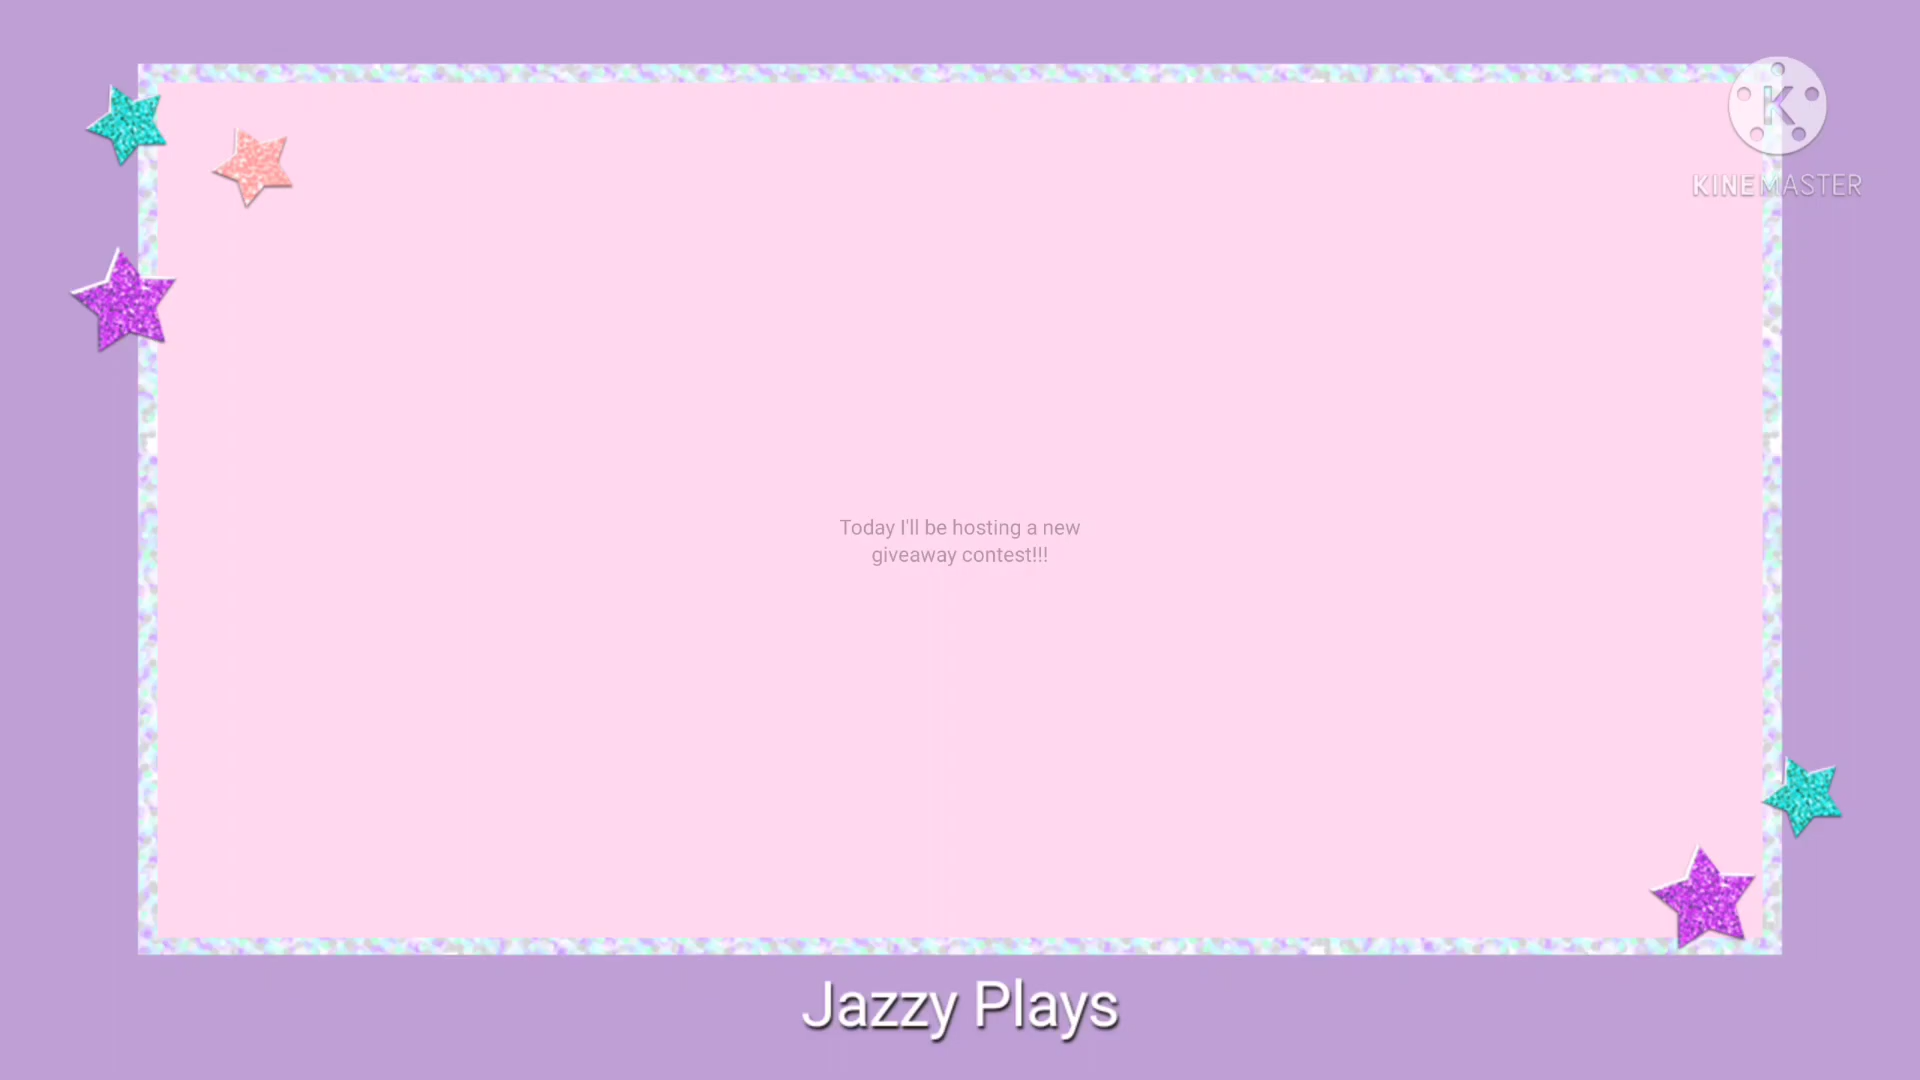 K
KINEMASTER
Today I'll be hosting a new
giveaway contest!!!
Jazzy Plays